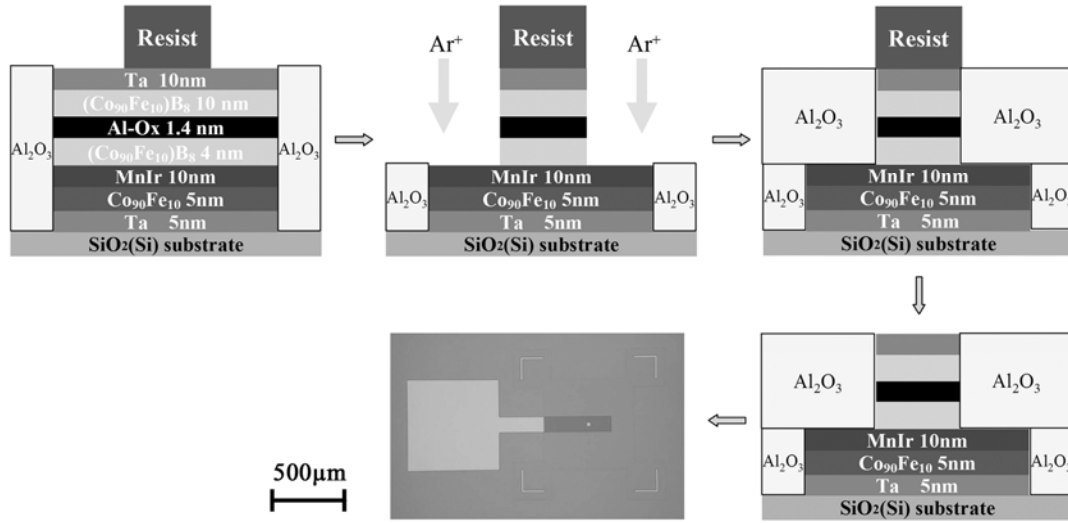 Resist
Ta 10nm
(Co₉₀Fe₁₀)B₈ 10 nm
Al-Ox 1.4 nm
(Co₉₀Fe₁₀)B₈ 4 nm
MnIr 10nm
Co₉₀Fe₁₀ 5nm
Ta 5nm
SiO₂(Si) substrate
Al₂O₃
Al₂O₃
Resist
Ar⁺
Ar⁺
MnIr 10nm
Co₉₀Fe₁₀ 5nm
Ta 5nm
SiO₂(Si) substrate
Al₂O₃
Al₂O₃
Resist
Al₂O₃
Al₂O₃
MnIr 10nm
Co₉₀Fe₁₀ 5nm
Ta 5nm
SiO₂(Si) substrate
Al₂O₃
Al₂O₃
Al₂O₃
Al₂O₃
MnIr 10nm
Co₉₀Fe₁₀ 5nm
Ta 5nm
SiO₂(Si) substrate
Al₂O₃
Al₂O₃
500μm